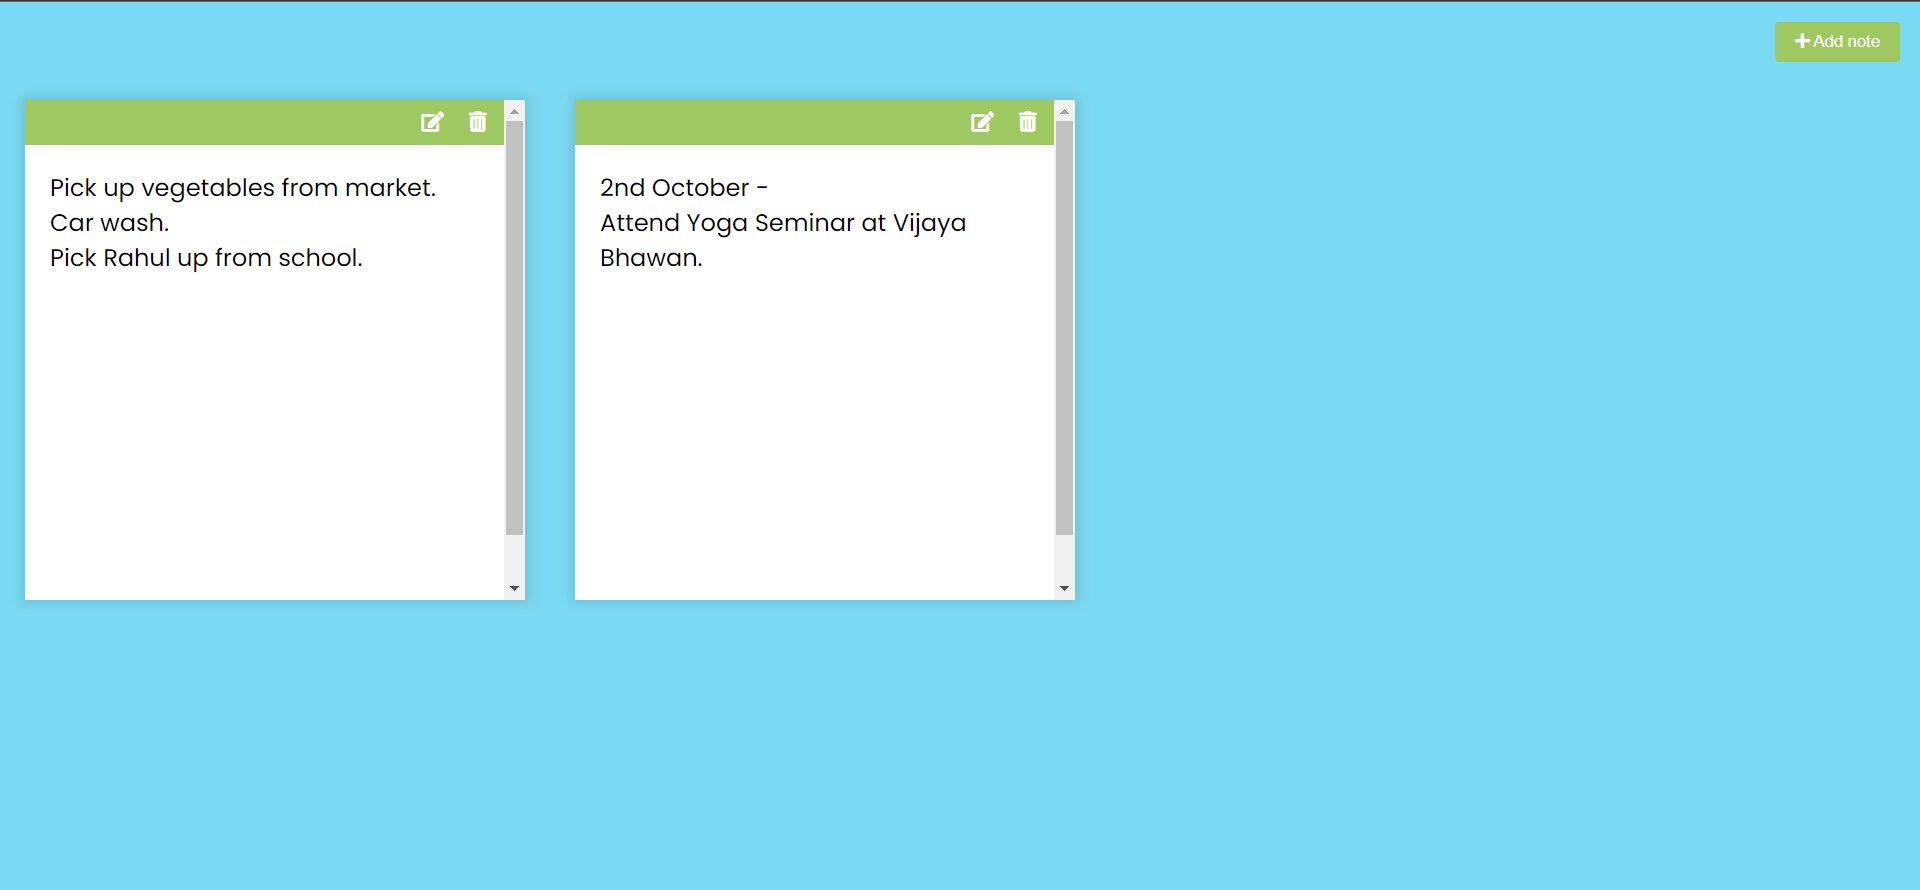 Add note
Pick up vegetables from market.
Car wash.
Pick Rahul up from school.
2nd October -
Attend Yoga Seminar at Vijaya
Bhawan.